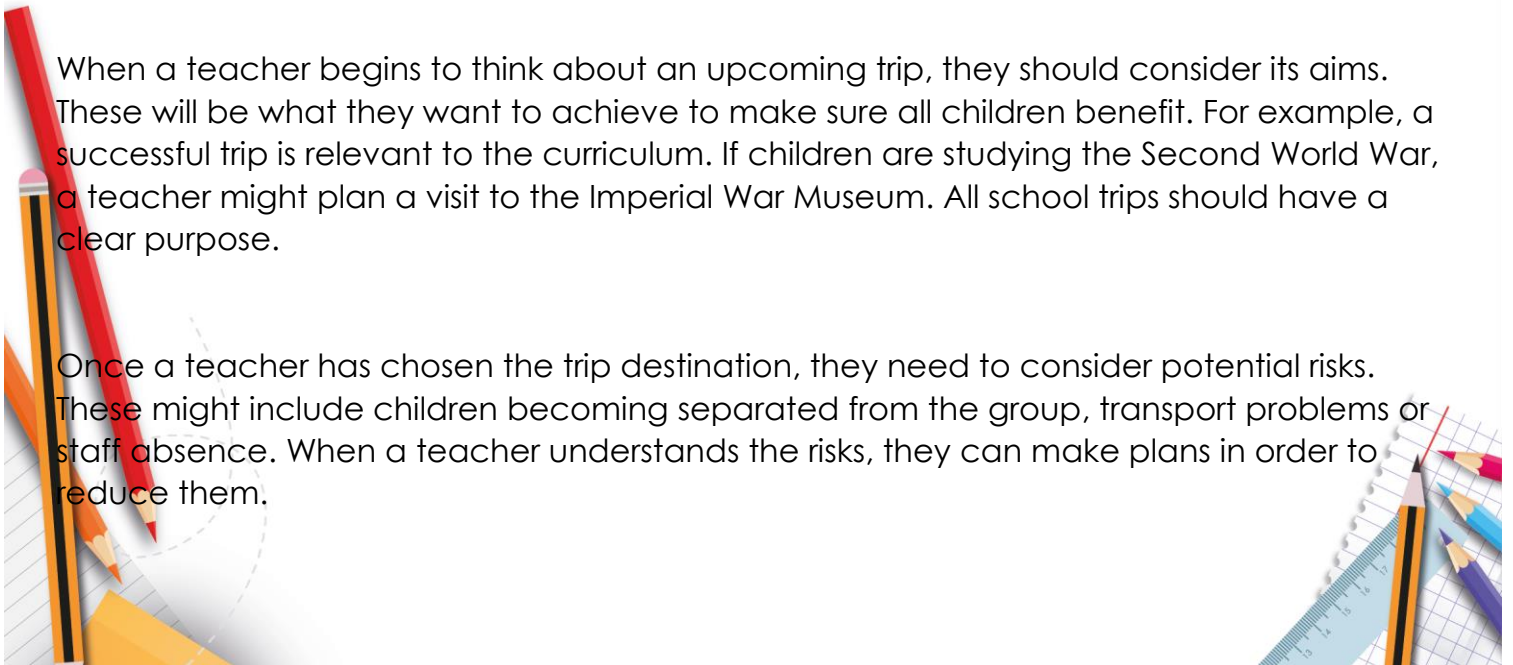 When a teacher begins to think about an upcoming trip, they should consider its aims.
These will be what they want to achieve to make sure all children benefit. For example, a
successful trip is relevant to the curriculum. If children are studying the Second World War,
a teacher might plan a visit to the Imperial War Museum. All school trips should have a
clear purpose.
Once a teacher has chosen the trip destination, they need to consider potential risks.
These might include children becoming separated from the group, transport problems or
staff absence. When a teacher understands the risks, they can make plans in order to
reduce them.
13 14 15 16 17